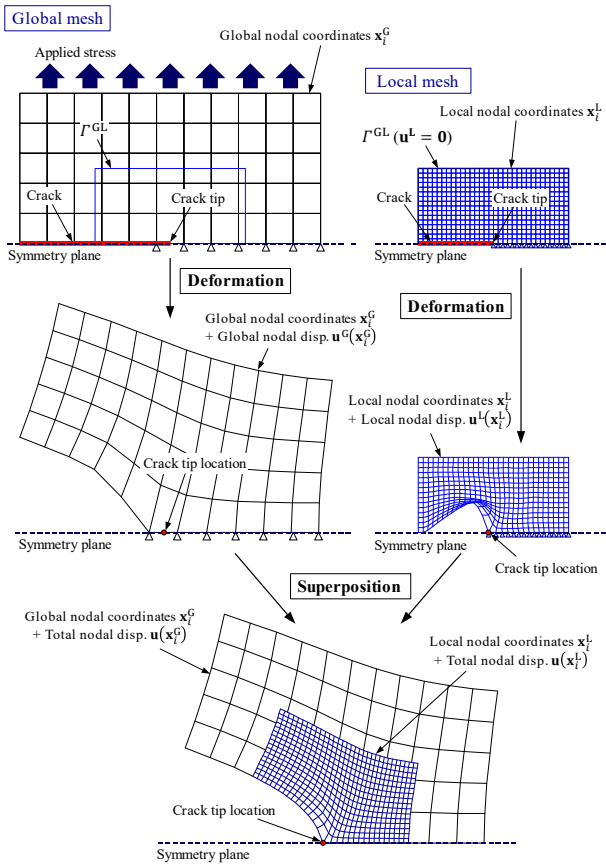 Global mesh
Global nodal coordinates x_i^G
Applied stress
Γ^GL
Crack
Crack tip
Symmetry plane
Local mesh
Local nodal coordinates x_i^L
Γ^GL (u^L = 0)
Crack
Crack tip
Symmetry plane
Deformation
Deformation
Global nodal coordinates x_i^G
+ Global nodal disp. u^G(x_i^G)
Crack tip location
Symmetry plane
Local nodal coordinates x_i^L
+ Local nodal disp. u^L(x_i^L)
Symmetry plane
Crack tip location
Superposition
Global nodal coordinates x_i^G
+ Total nodal disp. u(x_i^G)
Local nodal coordinates x_i^L
+ Total nodal disp. u(x_i^L)
Crack tip location
Symmetry plane